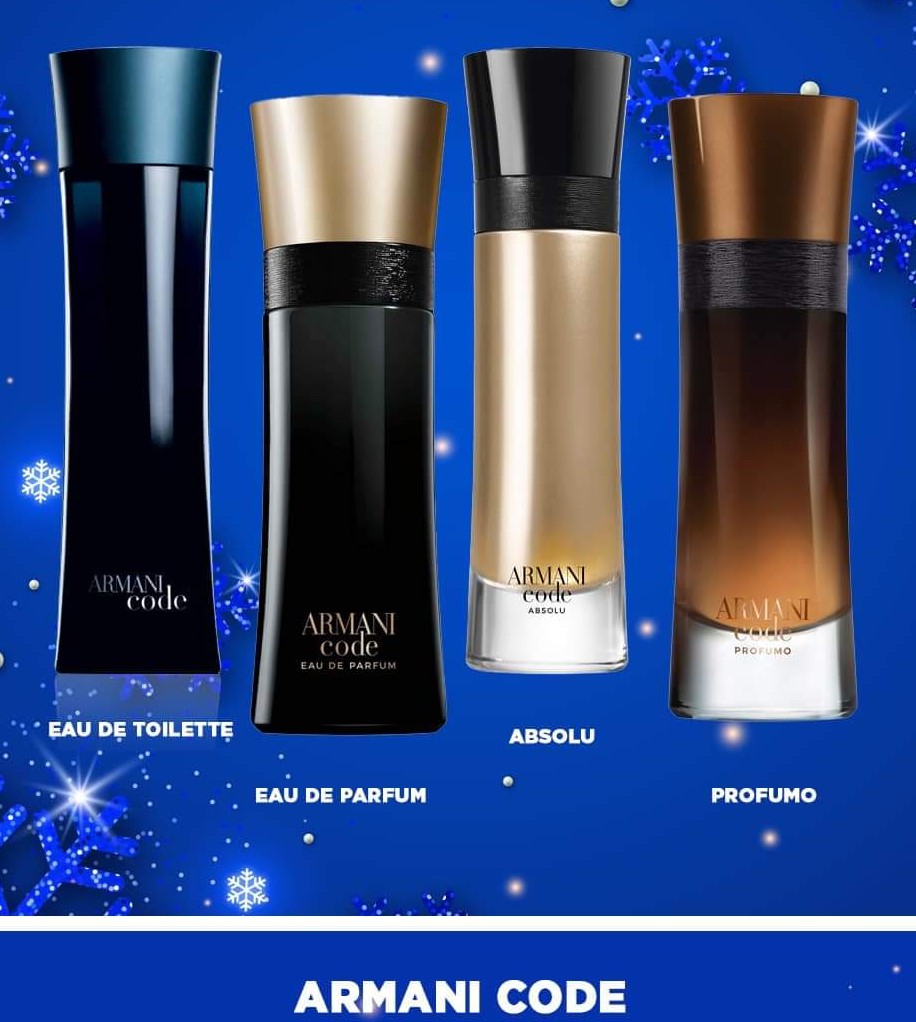 ARMANI
code
ARMANI
code
EAU DE PARFUM
ARMANI
code
ABSOLU
ARMANI
code
PROFUMO
EAU DE TOILETTE
ABSOLU
EAU DE PARFUM
PROFUMO
ARMANI CODE